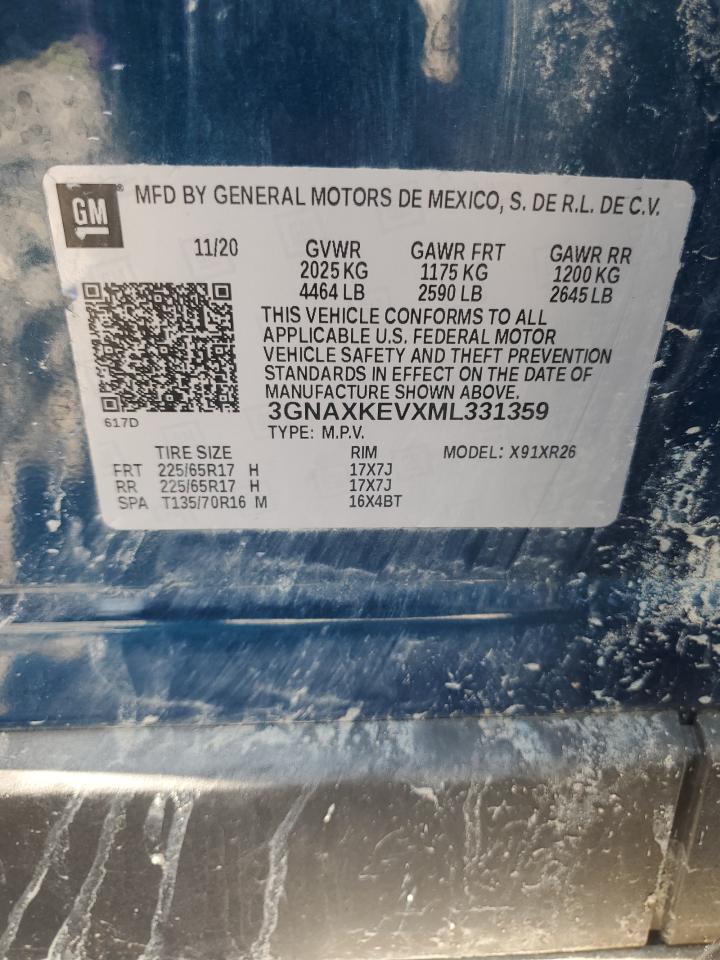 GM ® MFD BY GENERAL MOTORS DE MEXICO, S. DE R.L. DE C.V.
11/20 GVWR GAWR FRT GAWR RR
2025 KG 1175 KG 1200 KG
4464 LB 2590 LB 2645 LB
THIS VEHICLE CONFORMS TO ALL
APPLICABLE U.S. FEDERAL MOTOR
VEHICLE SAFETY AND THEFT PREVENTION
STANDARDS IN EFFECT ON THE DATE OF
MANUFACTURE SHOWN ABOVE.
3GNAXKEVXML331359
617D
TYPE: M.P.V.
TIRE SIZE RIM MODEL: X91XR26
FRT 225/65R17 H 17X7J
RR 225/65R17 H 17X7J
SPA T135/70R16 M 16X4BT